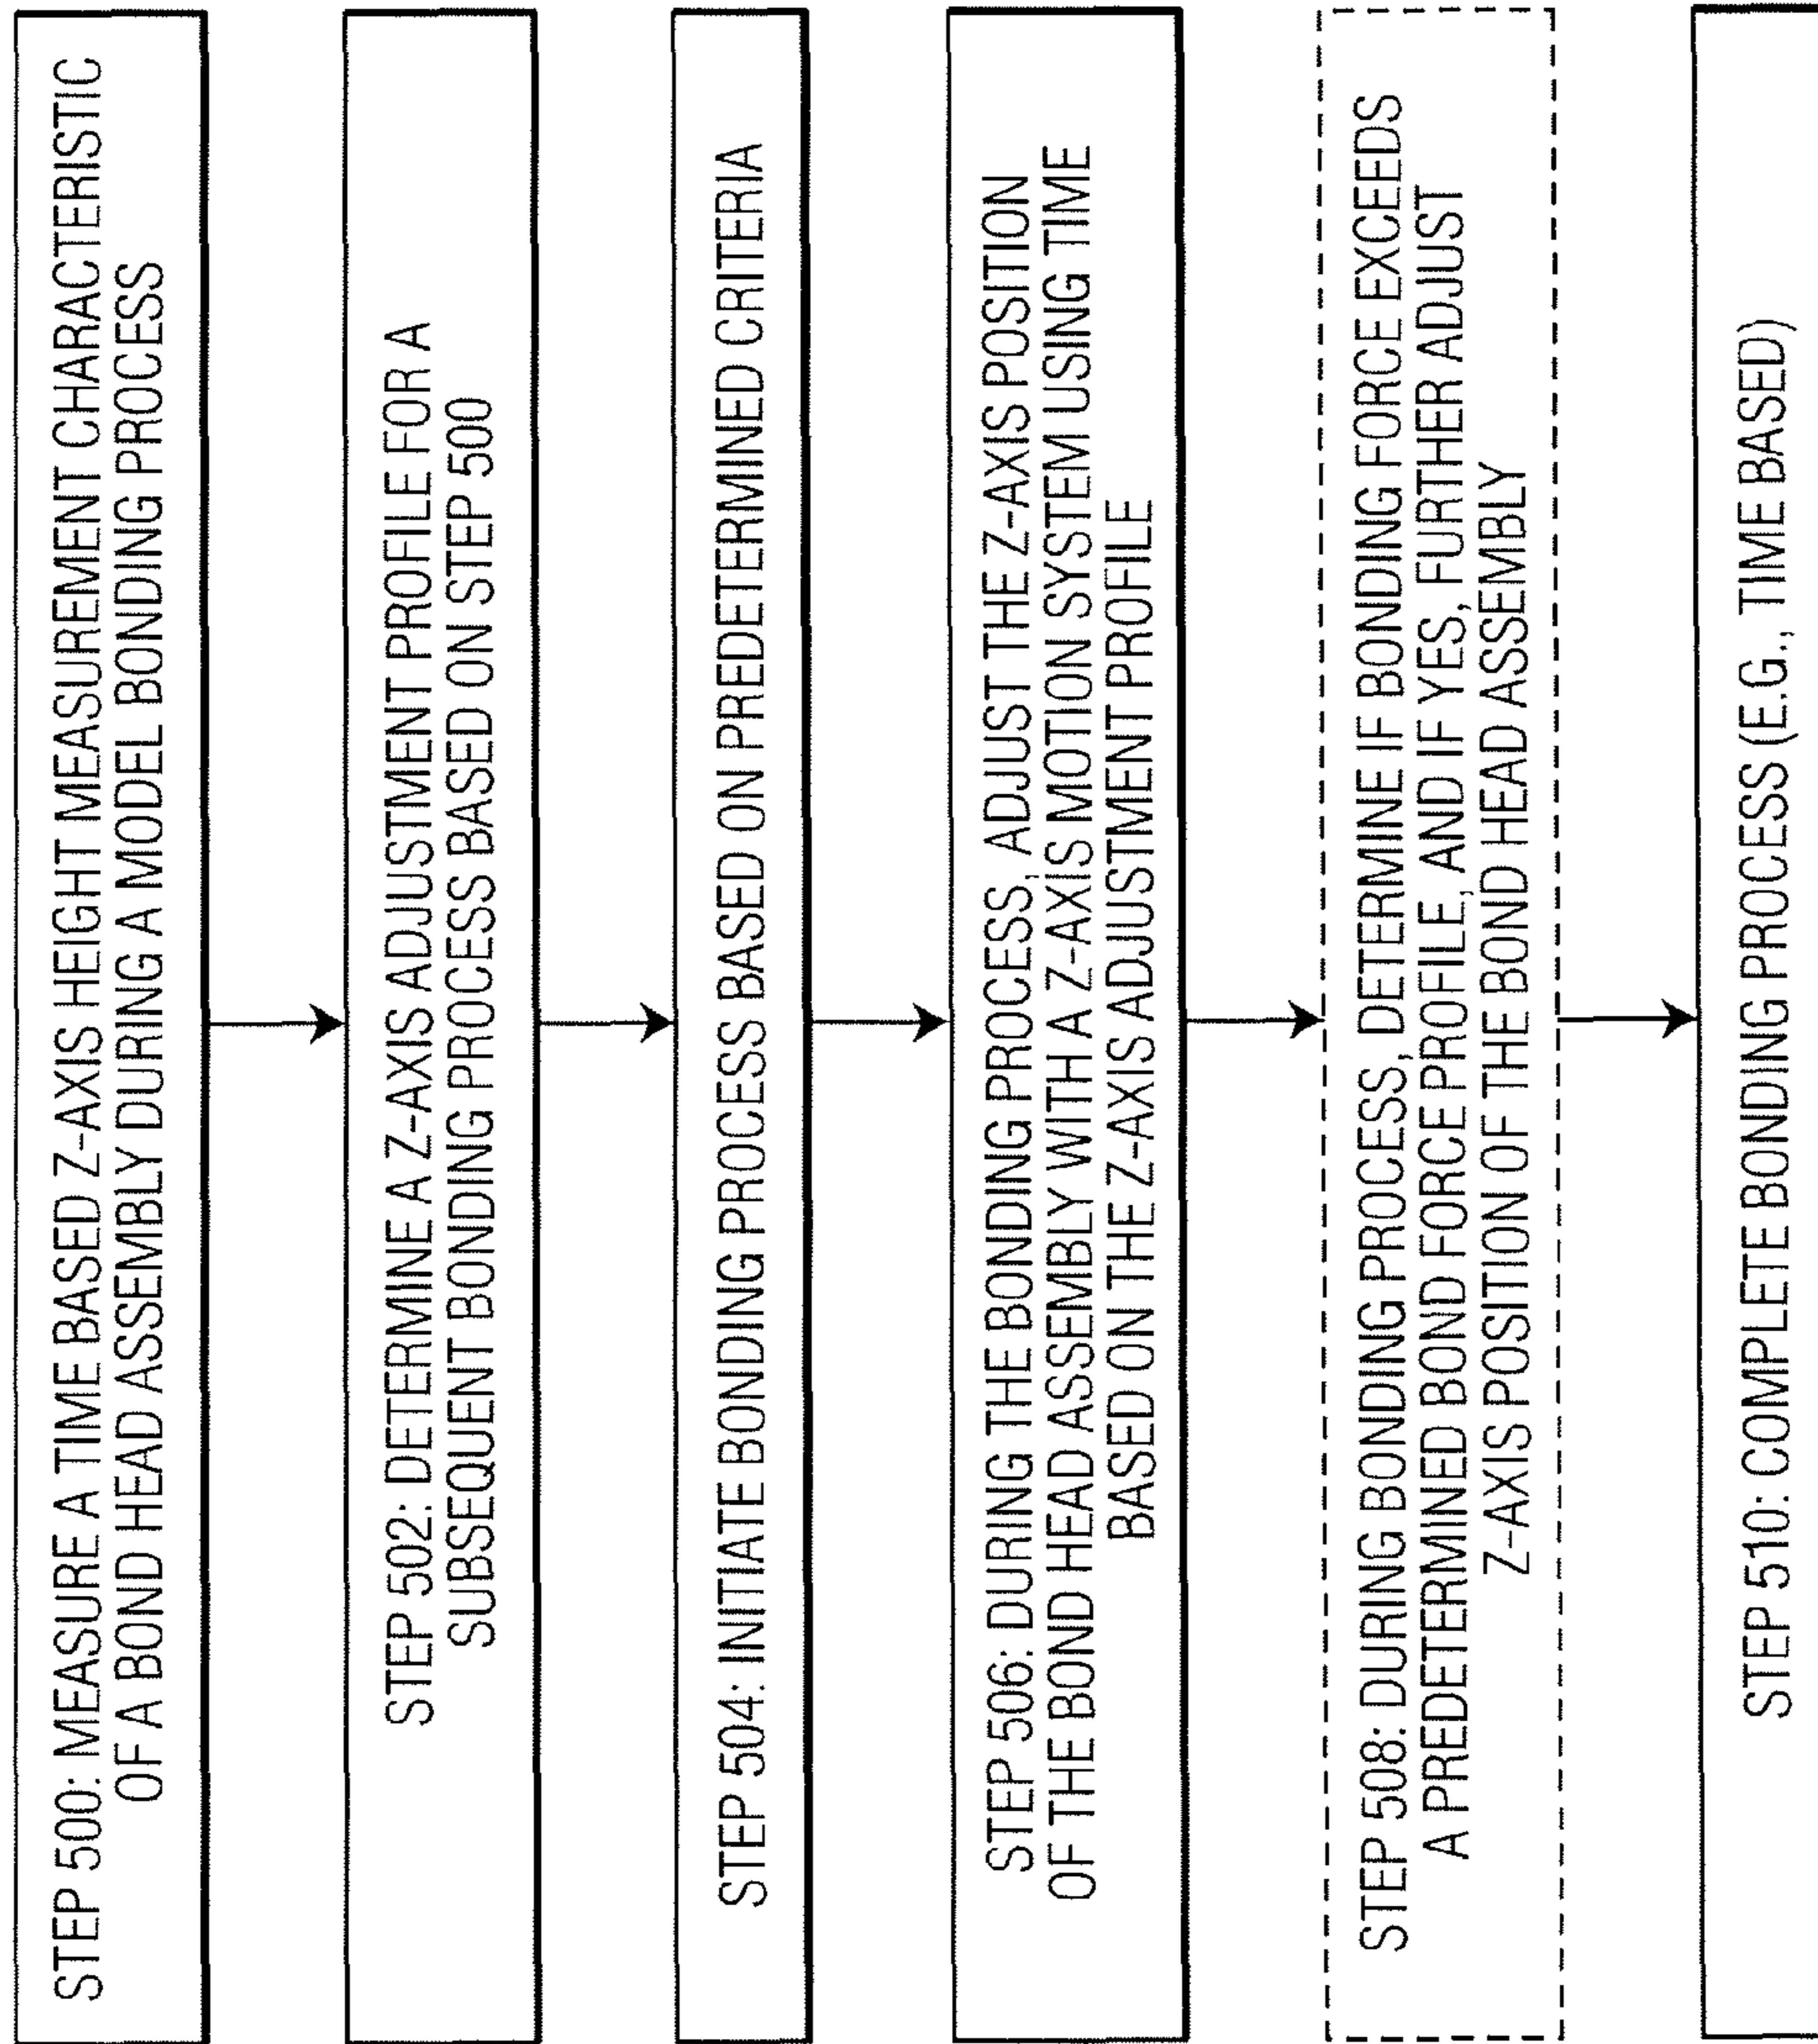 STEP 500: MEASURE A TIME BASED Z-AXIS HEIGHT MEASUREMENT CHARACTERISTIC
OF A BOND HEAD ASSEMBLY DURING A MODEL BONDING PROCESS
STEP 502: DETERMINE A Z-AXIS ADJUSTMENT PROFILE FOR A
SUBSEQUENT BONDING PROCESS BASED ON STEP 500
STEP 504: INITIATE BONDING PROCESS BASED ON PREDETERMINED CRITERIA
STEP 506: DURING THE BONDING PROCESS, ADJUST THE Z-AXIS POSITION
OF THE BOND HEAD ASSEMBLY WITH A Z-AXIS MOTION SYSTEM USING TIME
BASED ON THE Z-AXIS ADJUSTMENT PROFILE
STEP 508: DURING BONDING PROCESS, DETERMINE IF BONDING FORCE EXCEEDS
A PREDETERMINED BOND FORCE PROFILE, AND IF YES, FURTHER ADJUST
Z-AXIS POSITION OF THE BOND HEAD ASSEMBLY
STEP 510: COMPLETE BONDING PROCESS (E.G., TIME BASED)